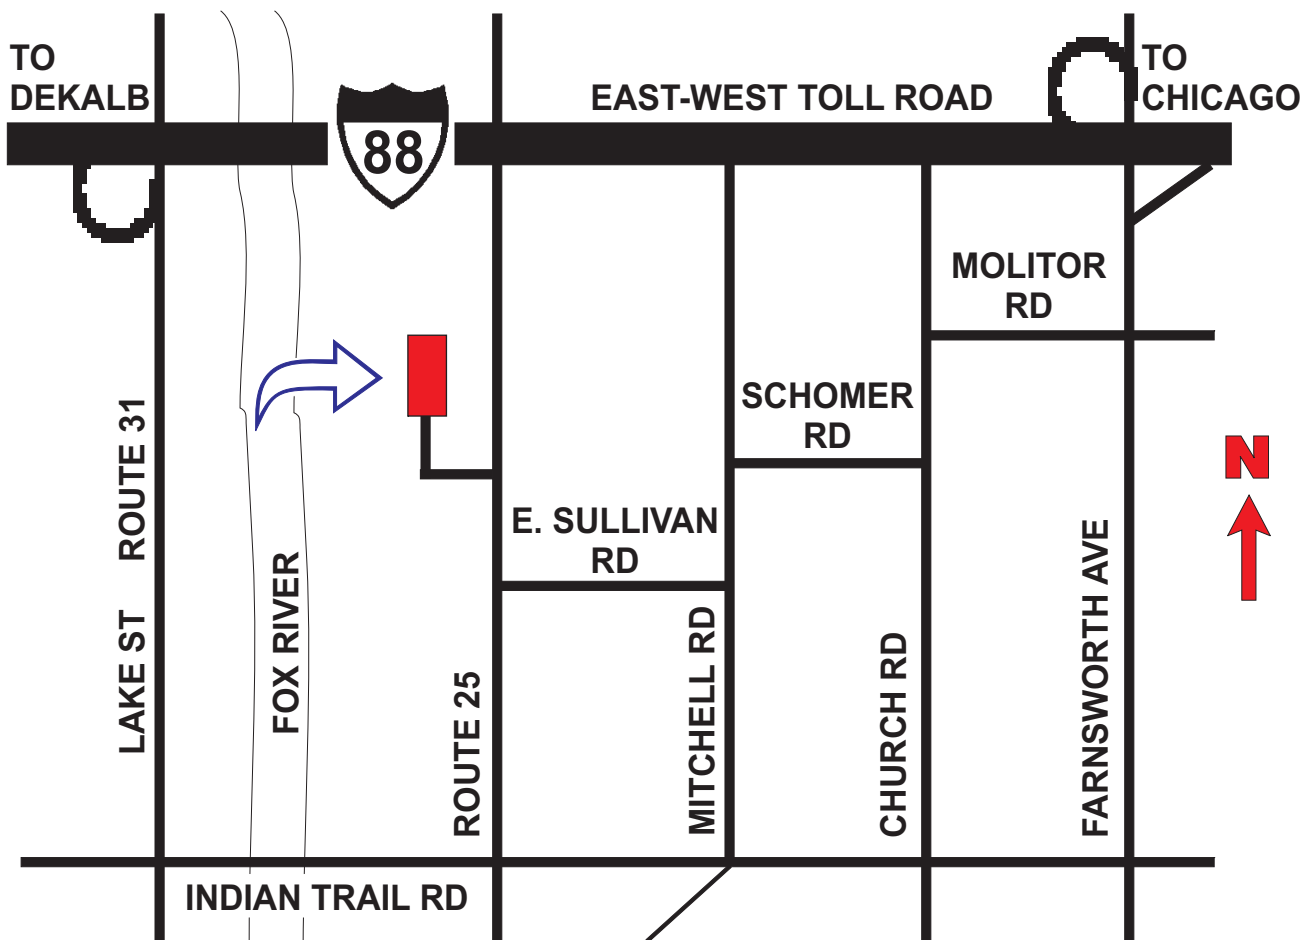 TO
DEKALB
88
EAST-WEST TOLL ROAD
TO
CHICAGO
MOLITOR
RD
SCHOMER
RD
E. SULLIVAN
RD
N
LAKE ST ROUTE 31
FOX RIVER
ROUTE 25
MITCHELL RD
CHURCH RD
FARNSWORTH AVE
INDIAN TRAIL RD